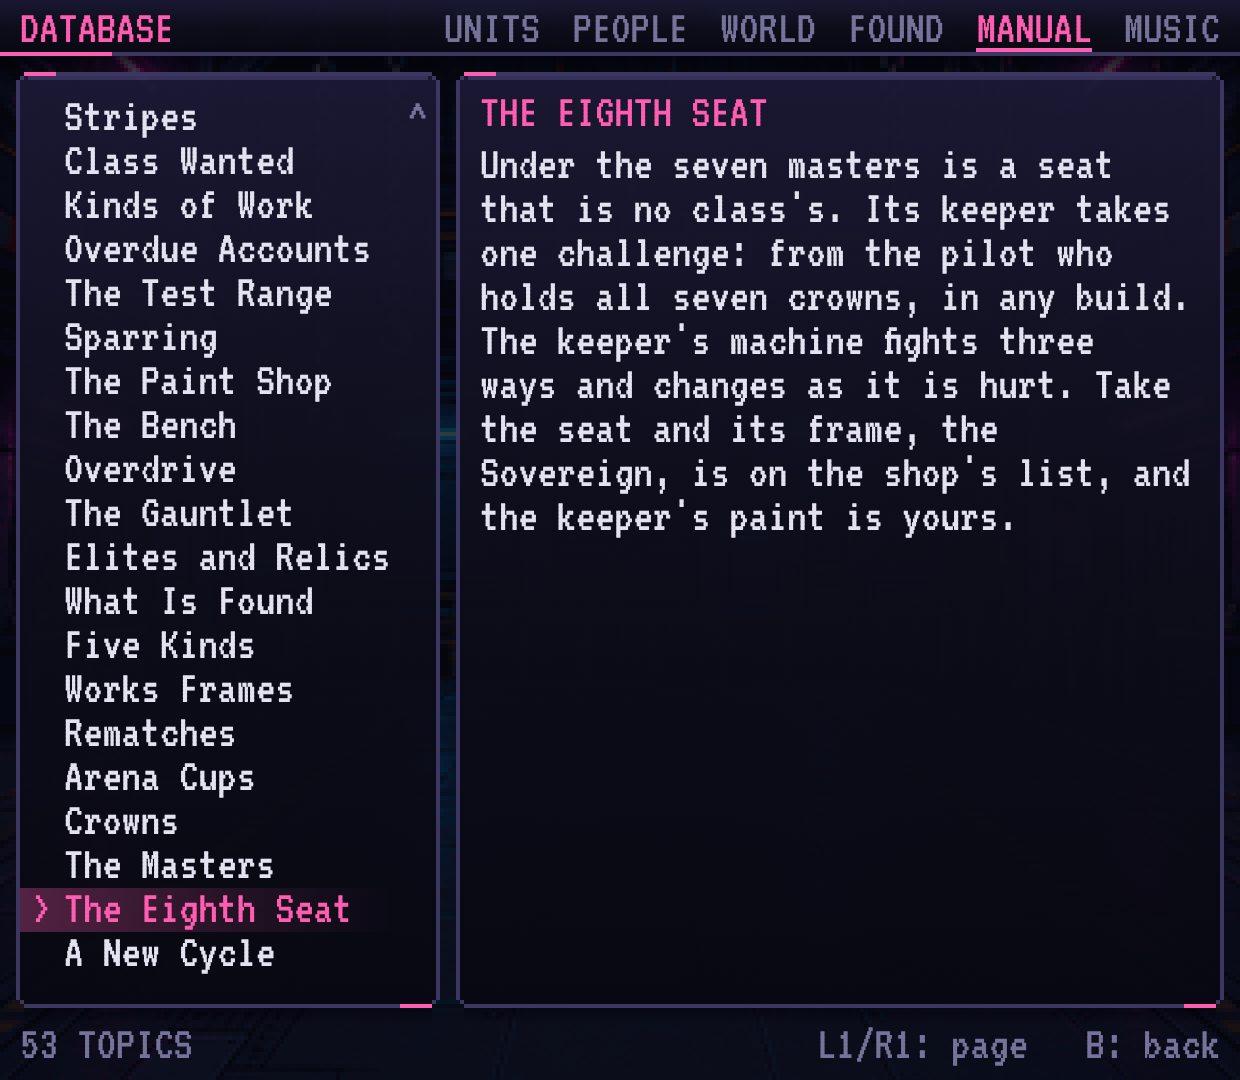 DATABASE UNITS PEOPLE WORLD FOUND MANUAL MUSIC
Stripes ^
Class Wanted
Kinds of Work
Overdue Accounts
The Test Range
Sparring
The Paint Shop
The Bench
Overdrive
The Gauntlet
Elites and Relics
What Is Found
Five Kinds
Works Frames
Rematches
Arena Cups
Crowns
The Masters
> The Eighth Seat
A New Cycle
THE EIGHTH SEAT
Under the seven masters is a seat
that is no class's. Its keeper takes
one challenge: from the pilot who
holds all seven crowns, in any build.
The keeper's machine fights three
ways and changes as it is hurt. Take
the seat and its frame, the
Sovereign, is on the shop's list, and
the keeper's paint is yours.
53 TOPICS L1/R1: page B: back